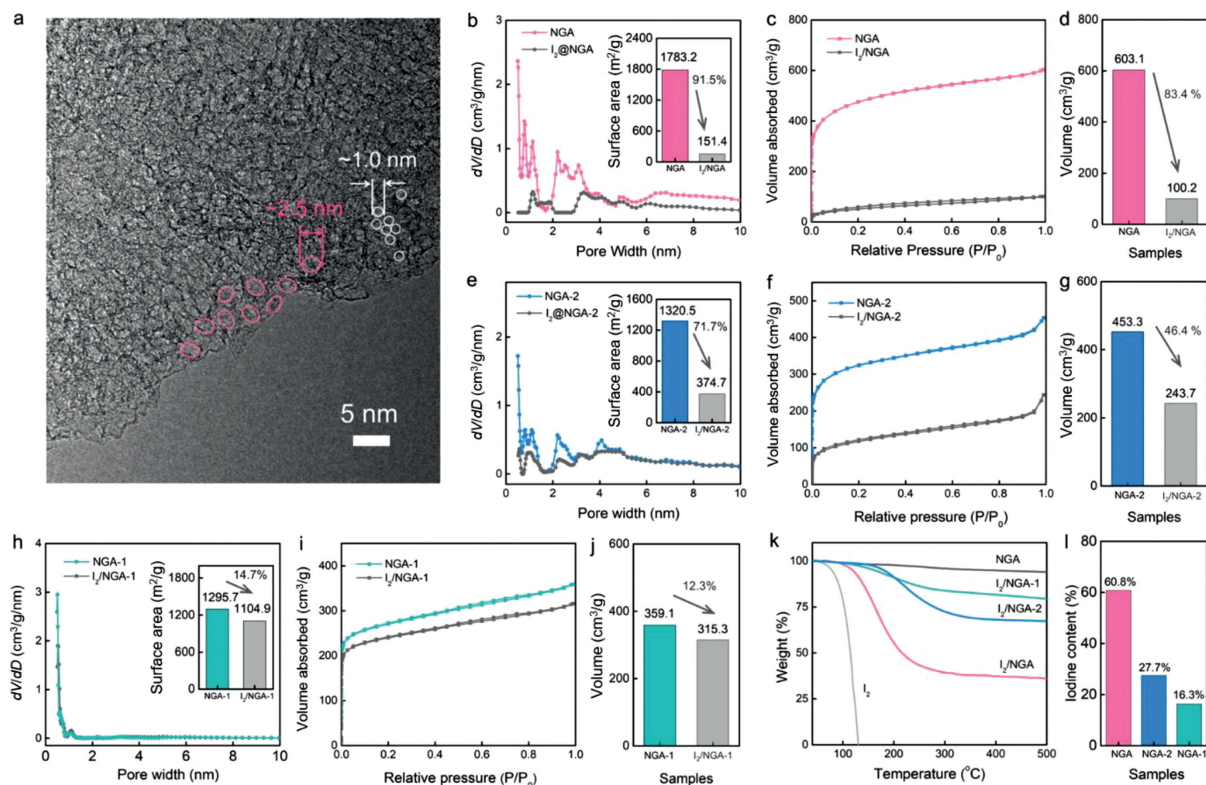 a
~1.0 nm
~2.5 nm
5 nm
b
NGA
I₂@NGA
dV/dD (cm³/g/nm)
3
2
1
0
0 2 4 6 8 10
Pore Width (nm)
Surface area (m²/g)
2400
1800
1200
600
0
1783.2
91.5%
151.4
NGA I₂/NGA
c
NGA
I₂/NGA
Volume absorbed (cm³/g)
800
600
400
200
0
0.0 0.2 0.4 0.6 0.8 1.0
Relative Pressure (P/P₀)
d
Volume (cm³/g)
800
600
400
200
0
603.1
83.4 %
100.2
NGA I₂/NGA
Samples
e
NGA-2
I₂@NGA-2
dV/dD (cm³/g/nm)
3
2
1
0
0 2 4 6 8 10
Pore width (nm)
Surface area (m²/g)
1600
1200
800
400
0
1320.5
71.7%
374.7
NGA-2 I₂/NGA-2
f
NGA-2
I₂/NGA-2
Volume absorbed (cm³/g)
500
400
300
200
100
0
0.0 0.2 0.4 0.6 0.8 1.0
Relative pressure (P/P₀)
g
Volume (cm³/g)
600
400
200
0
453.3
46.4 %
243.7
NGA-2 I₂/NGA-2
Samples
h
NGA-1
I₂/NGA-1
dV/dD (cm³/g/nm)
4
3
2
1
0
0 2 4 6 8 10
Pore width (nm)
Surface area (m²/g)
1800
1200
600
0
14.7%
1295.7
1104.9
NGA-1 I₂/NGA-1
i
NGA-1
I₂/NGA-1
Volume absorbed (cm³/g)
400
300
200
100
0
0.0 0.2 0.4 0.6 0.8 1.0
Relative pressure (P/P₀)
j
Volume (cm³/g)
600
400
200
0
12.3%
359.1
315.3
NGA-1 I₂/NGA-1
Samples
k
Weight (%)
100
75
50
25
0
NGA
I₂/NGA-1
I₂/NGA-2
I₂/NGA
I₂
100 200 300 400 500
Temperature (°C)
l
Iodine content (%)
80
60
40
20
0
60.8%
27.7%
16.3%
NGA NGA-2 NGA-1
Samples